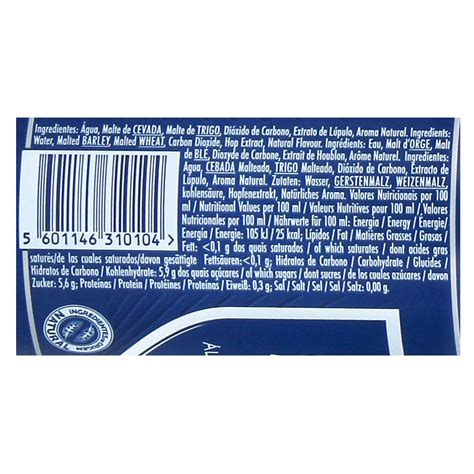 Ingredientes: Água, Malte de CEVADA, Malte de TRIGO, Dióxido de Carbono, Extrato de Lúpulo, Aroma Natural. Ingredients:
Water, Malted BARLEY, Malted WHEAT, Carbon Dioxide, Hop Extract, Natural Flavour. Ingrédients: Eau, Malt d'ORGE, Malt
de BLÉ, Dioxyde de Carbone, Extrait de Houblon, Arôme Naturel. Ingredientes:
Agua, CEBADA Malteada, TRIGO Malteado, Dióxido de Carbono, Extracto de
Lúpulo, Aroma Natural. Zutaten: Wasser, GERSTENMALZ, WEIZENMALZ,
kohlensäure, Hopfenextrakt, Natürliches Aroma. Valores Nutricionais por 100
ml / Nutritional Values per 100 ml / Valeurs Nutritives pour 100 ml / Valores
Nutricionales por 100 ml / Nährwerte für 100 ml: Energia / Energy /
Energie / Energía / Energie: 105 kJ / 25 kcal; Lípidos / Fat / Matières Grasses / Grasas /
Fett: <0,1 g dos quais saturados / of which saturates / dont acides gras
saturés/de las cuales saturados/davon gesättigte Fettsäuren:<0,1 g; Hidratos de Carbono / Carbohydrate / Glucides /
Hidratos de Carbono / Kohlenhydrate: 5,9 g dos quais açúcares / of which sugars / dont sucres / de los cuales azúcares / davon
Zucker: 5,6 g; Proteínas / Protein / Protéines / Proteínas / Eiweiß: 0,3 g; Sal / Salt / Sel / Sal / Salz: 0,00 g.
5 601146 310104 >
INGREDIENTES
ORIGEM
NATURAL